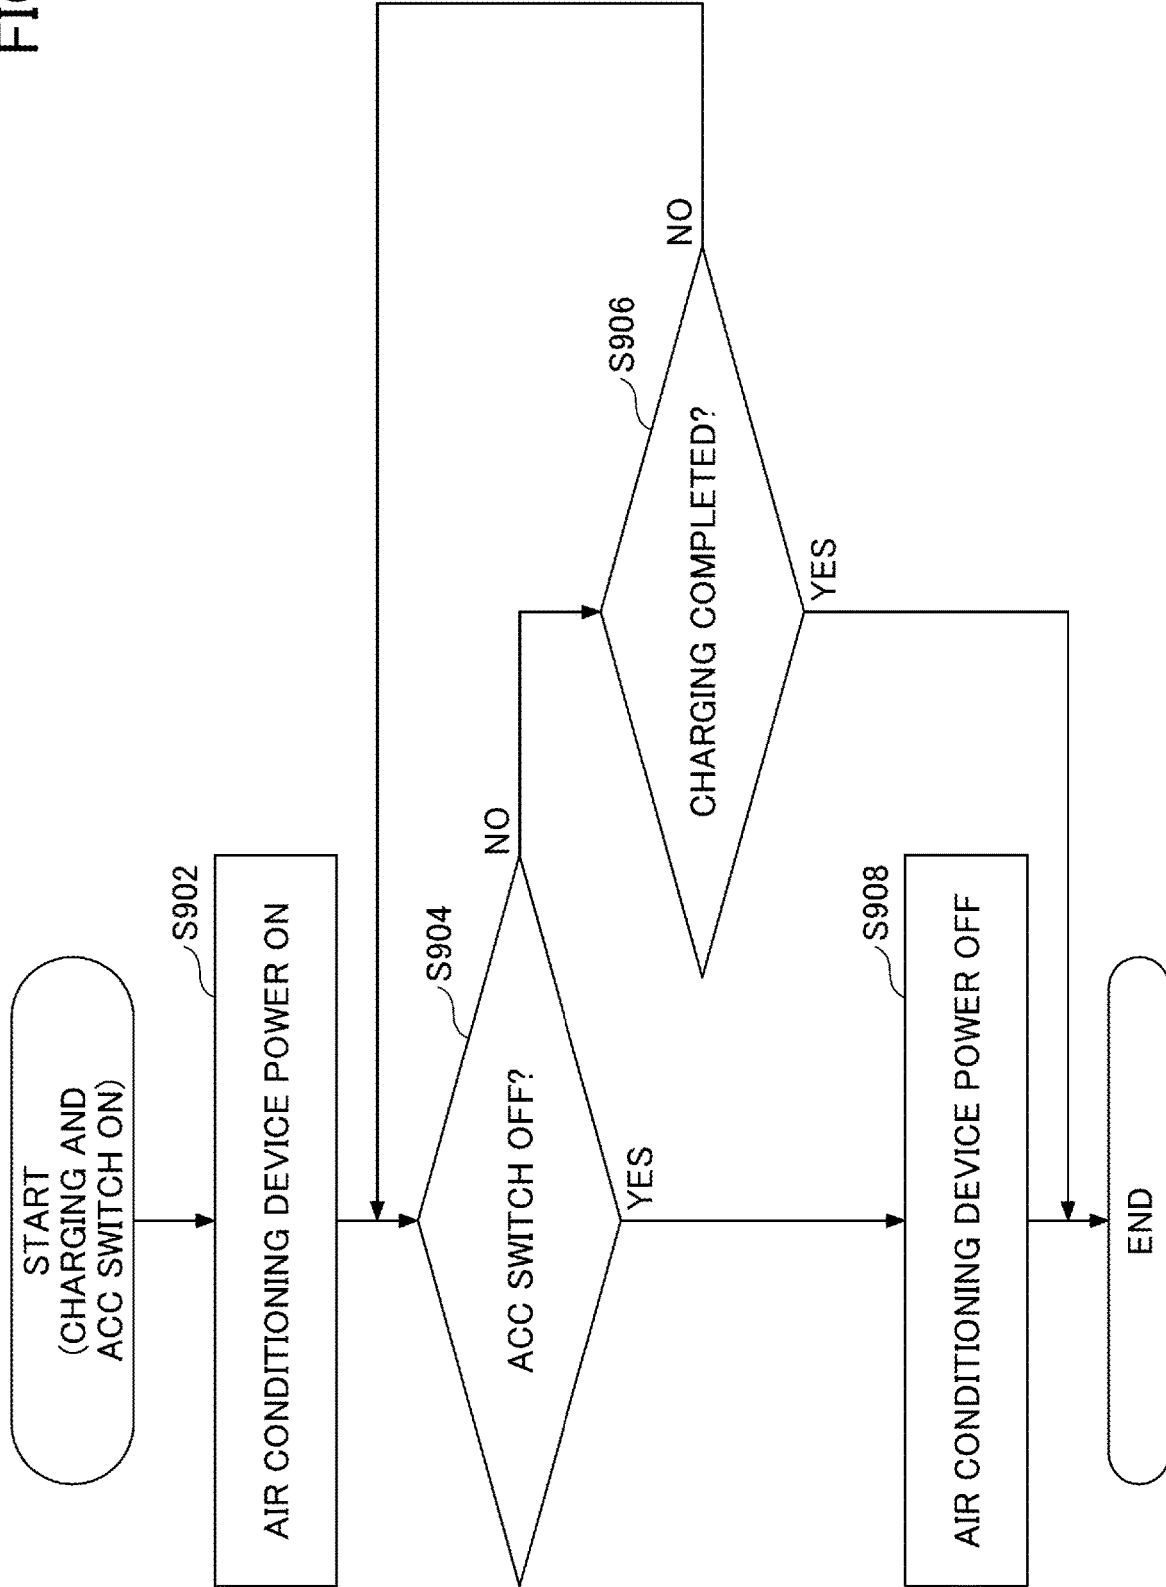 FIG
START
(CHARGING AND
ACC SWITCH ON)
S902
AIR CONDITIONING DEVICE POWER ON
S904
ACC SWITCH OFF?
NO
YES
S906
CHARGING COMPLETED?
NO
YES
S908
AIR CONDITIONING DEVICE POWER OFF
END